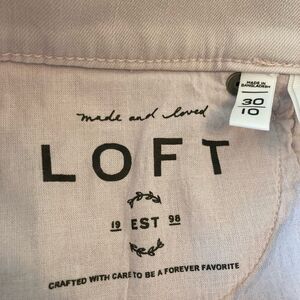 MADE IN
BANGLADESH
30
10
made and loved
LOFT
19 EST 98
CRAFTED WITH CARE TO BE A FOREVER FAVORITE